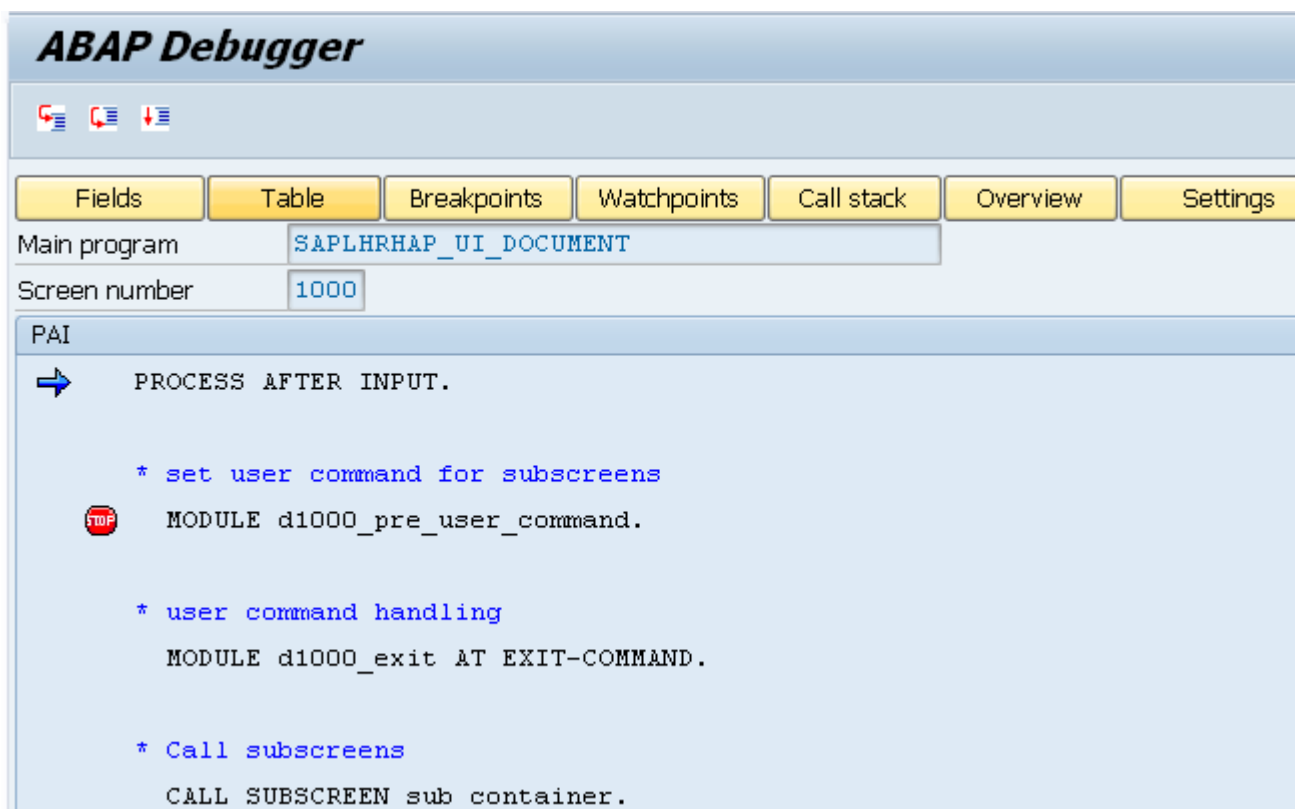 ABAP Debugger
Fields Table Breakpoints Watchpoints Call stack Overview Settings
Main program SAPLHRHAP_UI_DOCUMENT
Screen number 1000
PAI
PROCESS AFTER INPUT.
* set user command for subscreens
STOP MODULE d1000_pre_user_command.
* user command handling
MODULE d1000_exit AT EXIT-COMMAND.
* Call subscreens
CALL SUBSCREEN sub_container.